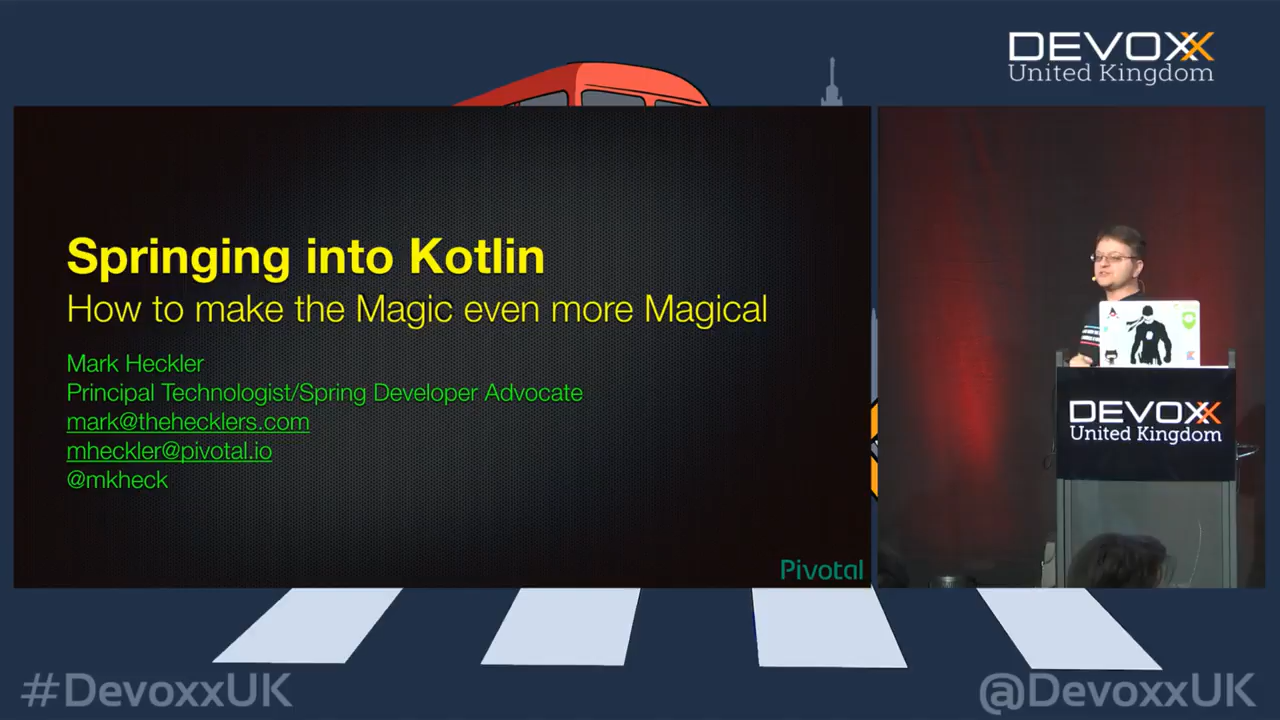 DEVOXX
United Kingdom
Springing into Kotlin
How to make the Magic even more Magical
Mark Heckler
Principal Technologist/Spring Developer Advocate
mark@thehecklers.com
mheckler@pivotal.io
@mkheck
Pivotal
DEVOXX
United Kingdom
#DevoxxUK
@DevoxxUK